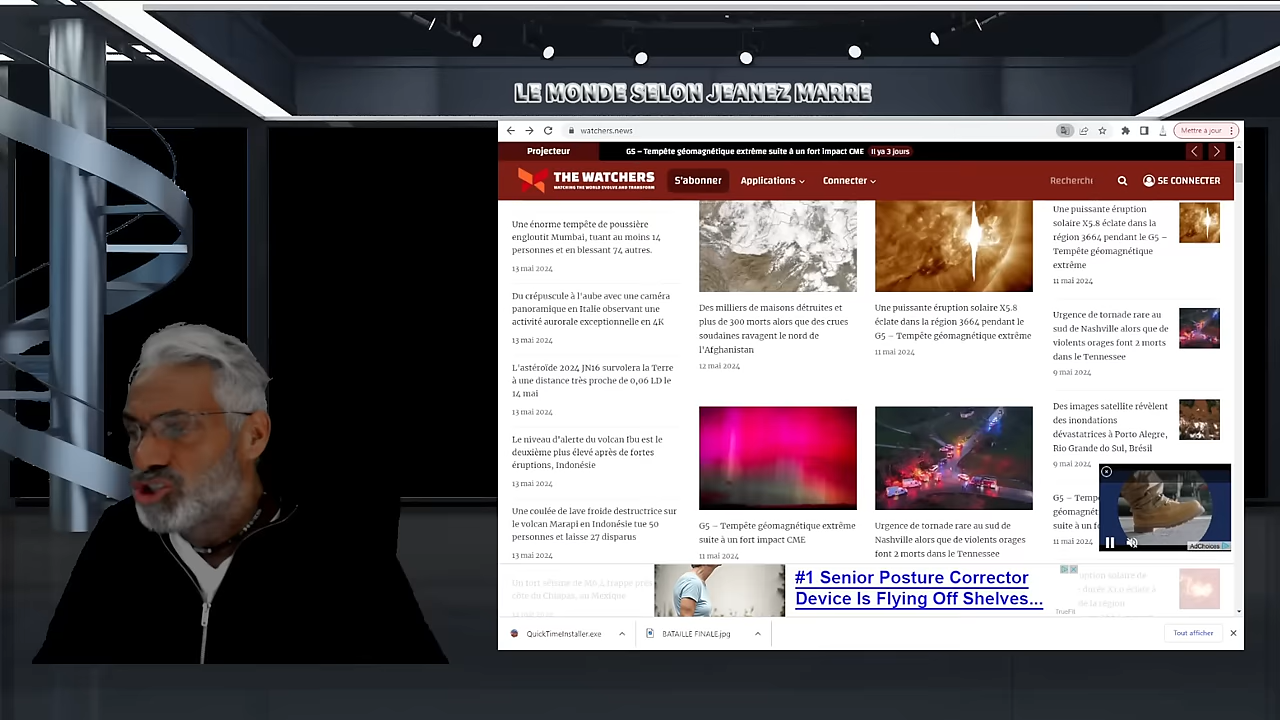 LE MONDE SELON JEANEZ MARRE
watchers.news
Mettre à jour
Projecteur
G5 – Tempête géomagnétique extrême suite à un fort impact CME
Il ya 3 jours
THE WATCHERS
WATCHING THE WORLD EVOLVE AND TRANSFORM
S'abonner
Applications
Connecter
Recherch
SE CONNECTER
Une énorme tempête de poussière
engloutit Mumbai, tuant au moins 14
personnes et en blessant 74 autres.
13 mai 2024
Du crépuscule à l'aube avec une caméra
panoramique en Italie observant une
activité aurorale exceptionnelle en 4K
13 mai 2024
L'astéroïde 2024 JN16 survolera la Terre
à une distance très proche de 0,06 LD le
14 mai
13 mai 2024
Le niveau d'alerte du volcan Ibu est le
deuxième plus élevé après de fortes
éruptions, Indonésie
13 mai 2024
Une coulée de lave froide destructrice sur
le volcan Marapi en Indonésie tue 50
personnes et laisse 27 disparus
13 mai 2024
Des milliers de maisons détruites et
plus de 300 morts alors que des crues
soudaines ravagent le nord de
l'Afghanistan
12 mai 2024
Une puissante éruption solaire X5.8
éclate dans la région 3664 pendant le
G5 – Tempête géomagnétique extrême
11 mai 2024
G5 – Tempête géomagnétique extrême
suite à un fort impact CME
11 mai 2024
Urgence de tornade rare au sud de
Nashville alors que de violents orages
font 2 morts dans le Tennessee
Une puissante éruption
solaire X5.8 éclate dans la
région 3664 pendant le G5 –
Tempête géomagnétique
extrême
11 mai 2024
Urgence de tornade rare au
sud de Nashville alors que de
violents orages font 2 morts
dans le Tennessee
9 mai 2024
Des images satellite révèlent
des inondations
dévastatrices à Porto Alegre,
Rio Grande do Sul, Brésil
9 mai 2024
G5 – Temp
géomagnét
suite à un fo
11 mai 2024
AdChoices
#1 Senior Posture Corrector
Device Is Flying Off Shelves...
QuickTimeInstaller.exe
BATAILLE FINALE.jpg
Tout afficher